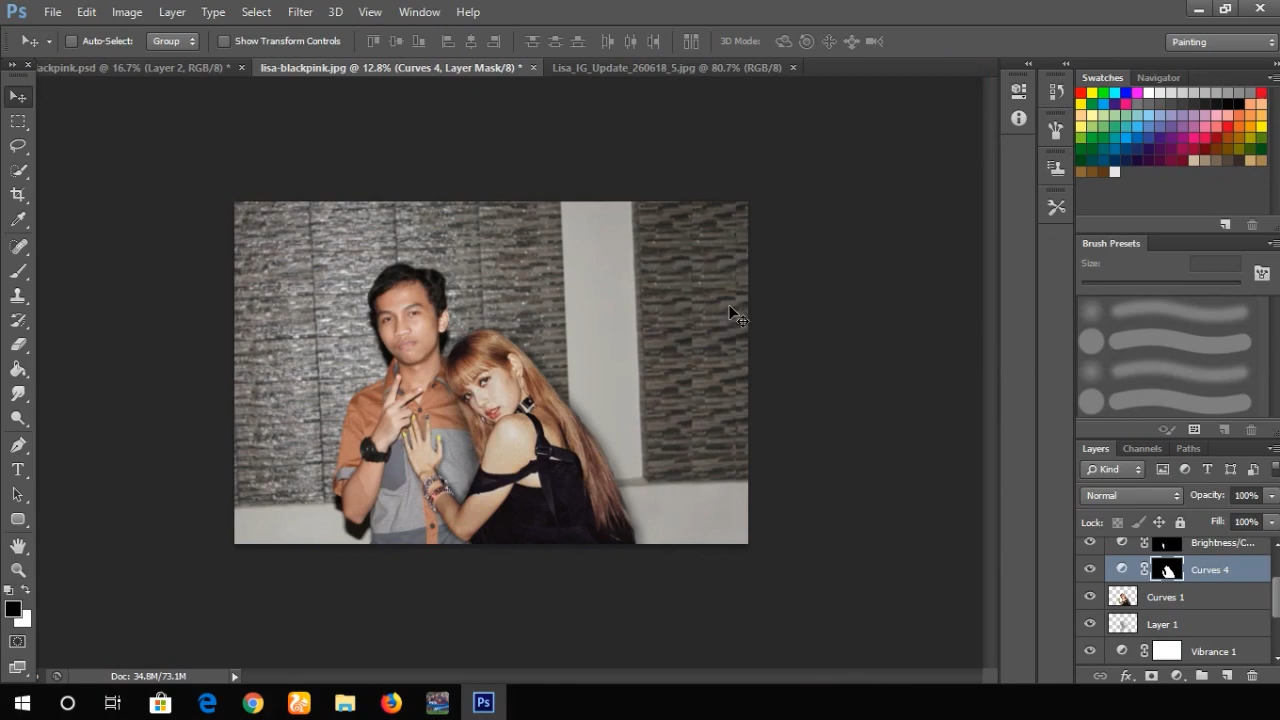 Ps File Edit Image Layer Type Select Filter 3D View Window Help
Auto-Select: Group Show Transform Controls 3D Mode: Painting
ackpink.psd @ 16.7% (Layer 2, RGB/8) * lisa-blackpink.jpg @ 12.8% (Curves 4, Layer Mask/8) * Lisa_IG_Update_260618_5.jpg @ 80.7% (RGB/8)
Swatches Navigator
Brush Presets
Size:
Layers Channels Paths
Kind
Normal Opacity: 100%
Lock: Fill: 100%
Brightness/C...
Curves 4
Curves 1
Layer 1
Vibrance 1
Doc: 34.8M/73.1M
Ps